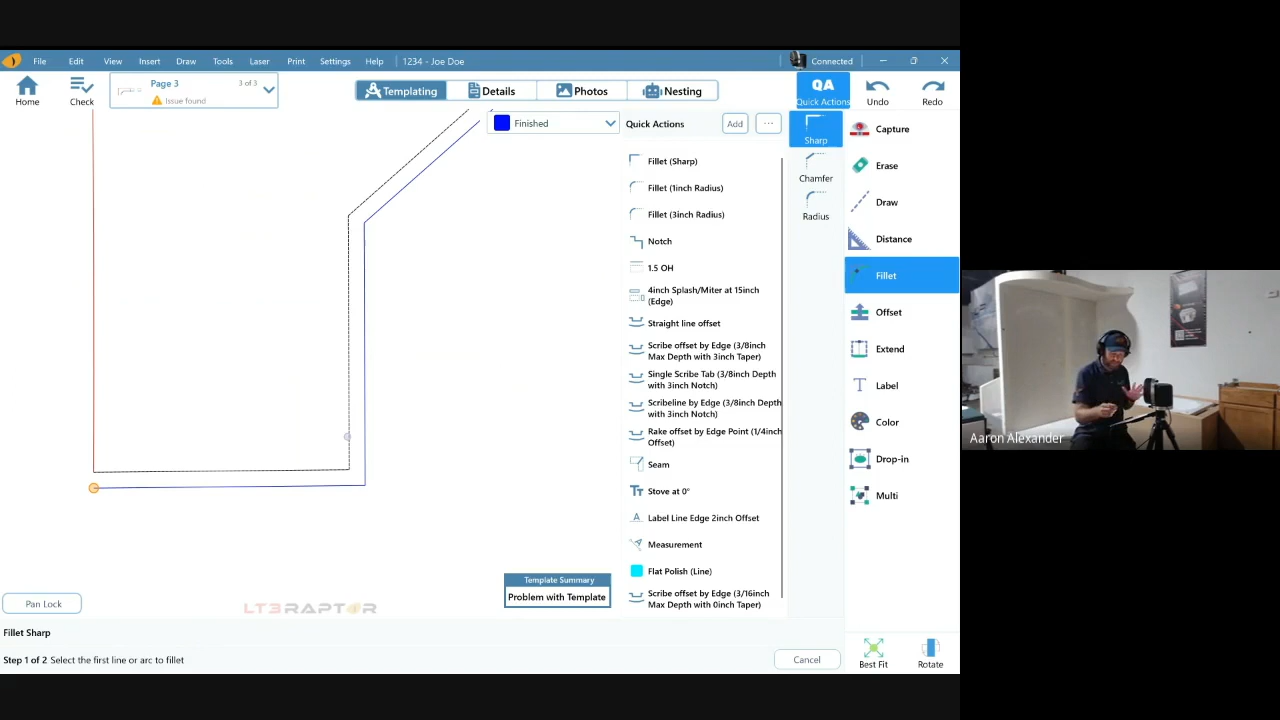 File Edit View Insert Draw Tools Laser Print Settings Help 1234 - Joe Doe Connected
Home
Check
Page 3
3 of 3
Issue found
Templating Details Photos Nesting
QA
Quick Actions
Undo
Redo
Finished
Quick Actions
Add
...
Fillet (Sharp)
Fillet (1inch Radius)
Fillet (3inch Radius)
Notch
1.5 OH
4inch Splash/Miter at 15inch
(Edge)
Straight line offset
Scribe offset by Edge (3/8inch
Max Depth with 3inch Taper)
Single Scribe Tab (3/8inch Depth
with 3inch Notch)
Scribeline by Edge (3/8inch Depth
with 3inch Notch)
Rake offset by Edge Point (1/4inch
Offset)
Seam
Stove at 0°
Label Line Edge 2inch Offset
Measurement
Flat Polish (Line)
Scribe offset by Edge (3/16inch
Max Depth with 0inch Taper)
Sharp
Chamfer
Radius
Capture
Erase
Draw
Distance
Fillet
Offset
Extend
Label
Color
Drop-in
Multi
Aaron Alexander
Template Summary
Problem with Template
Pan Lock
LT3RAPTOR
Fillet Sharp
Step 1 of 2 Select the first line or arc to fillet
Cancel
Best Fit
Rotate